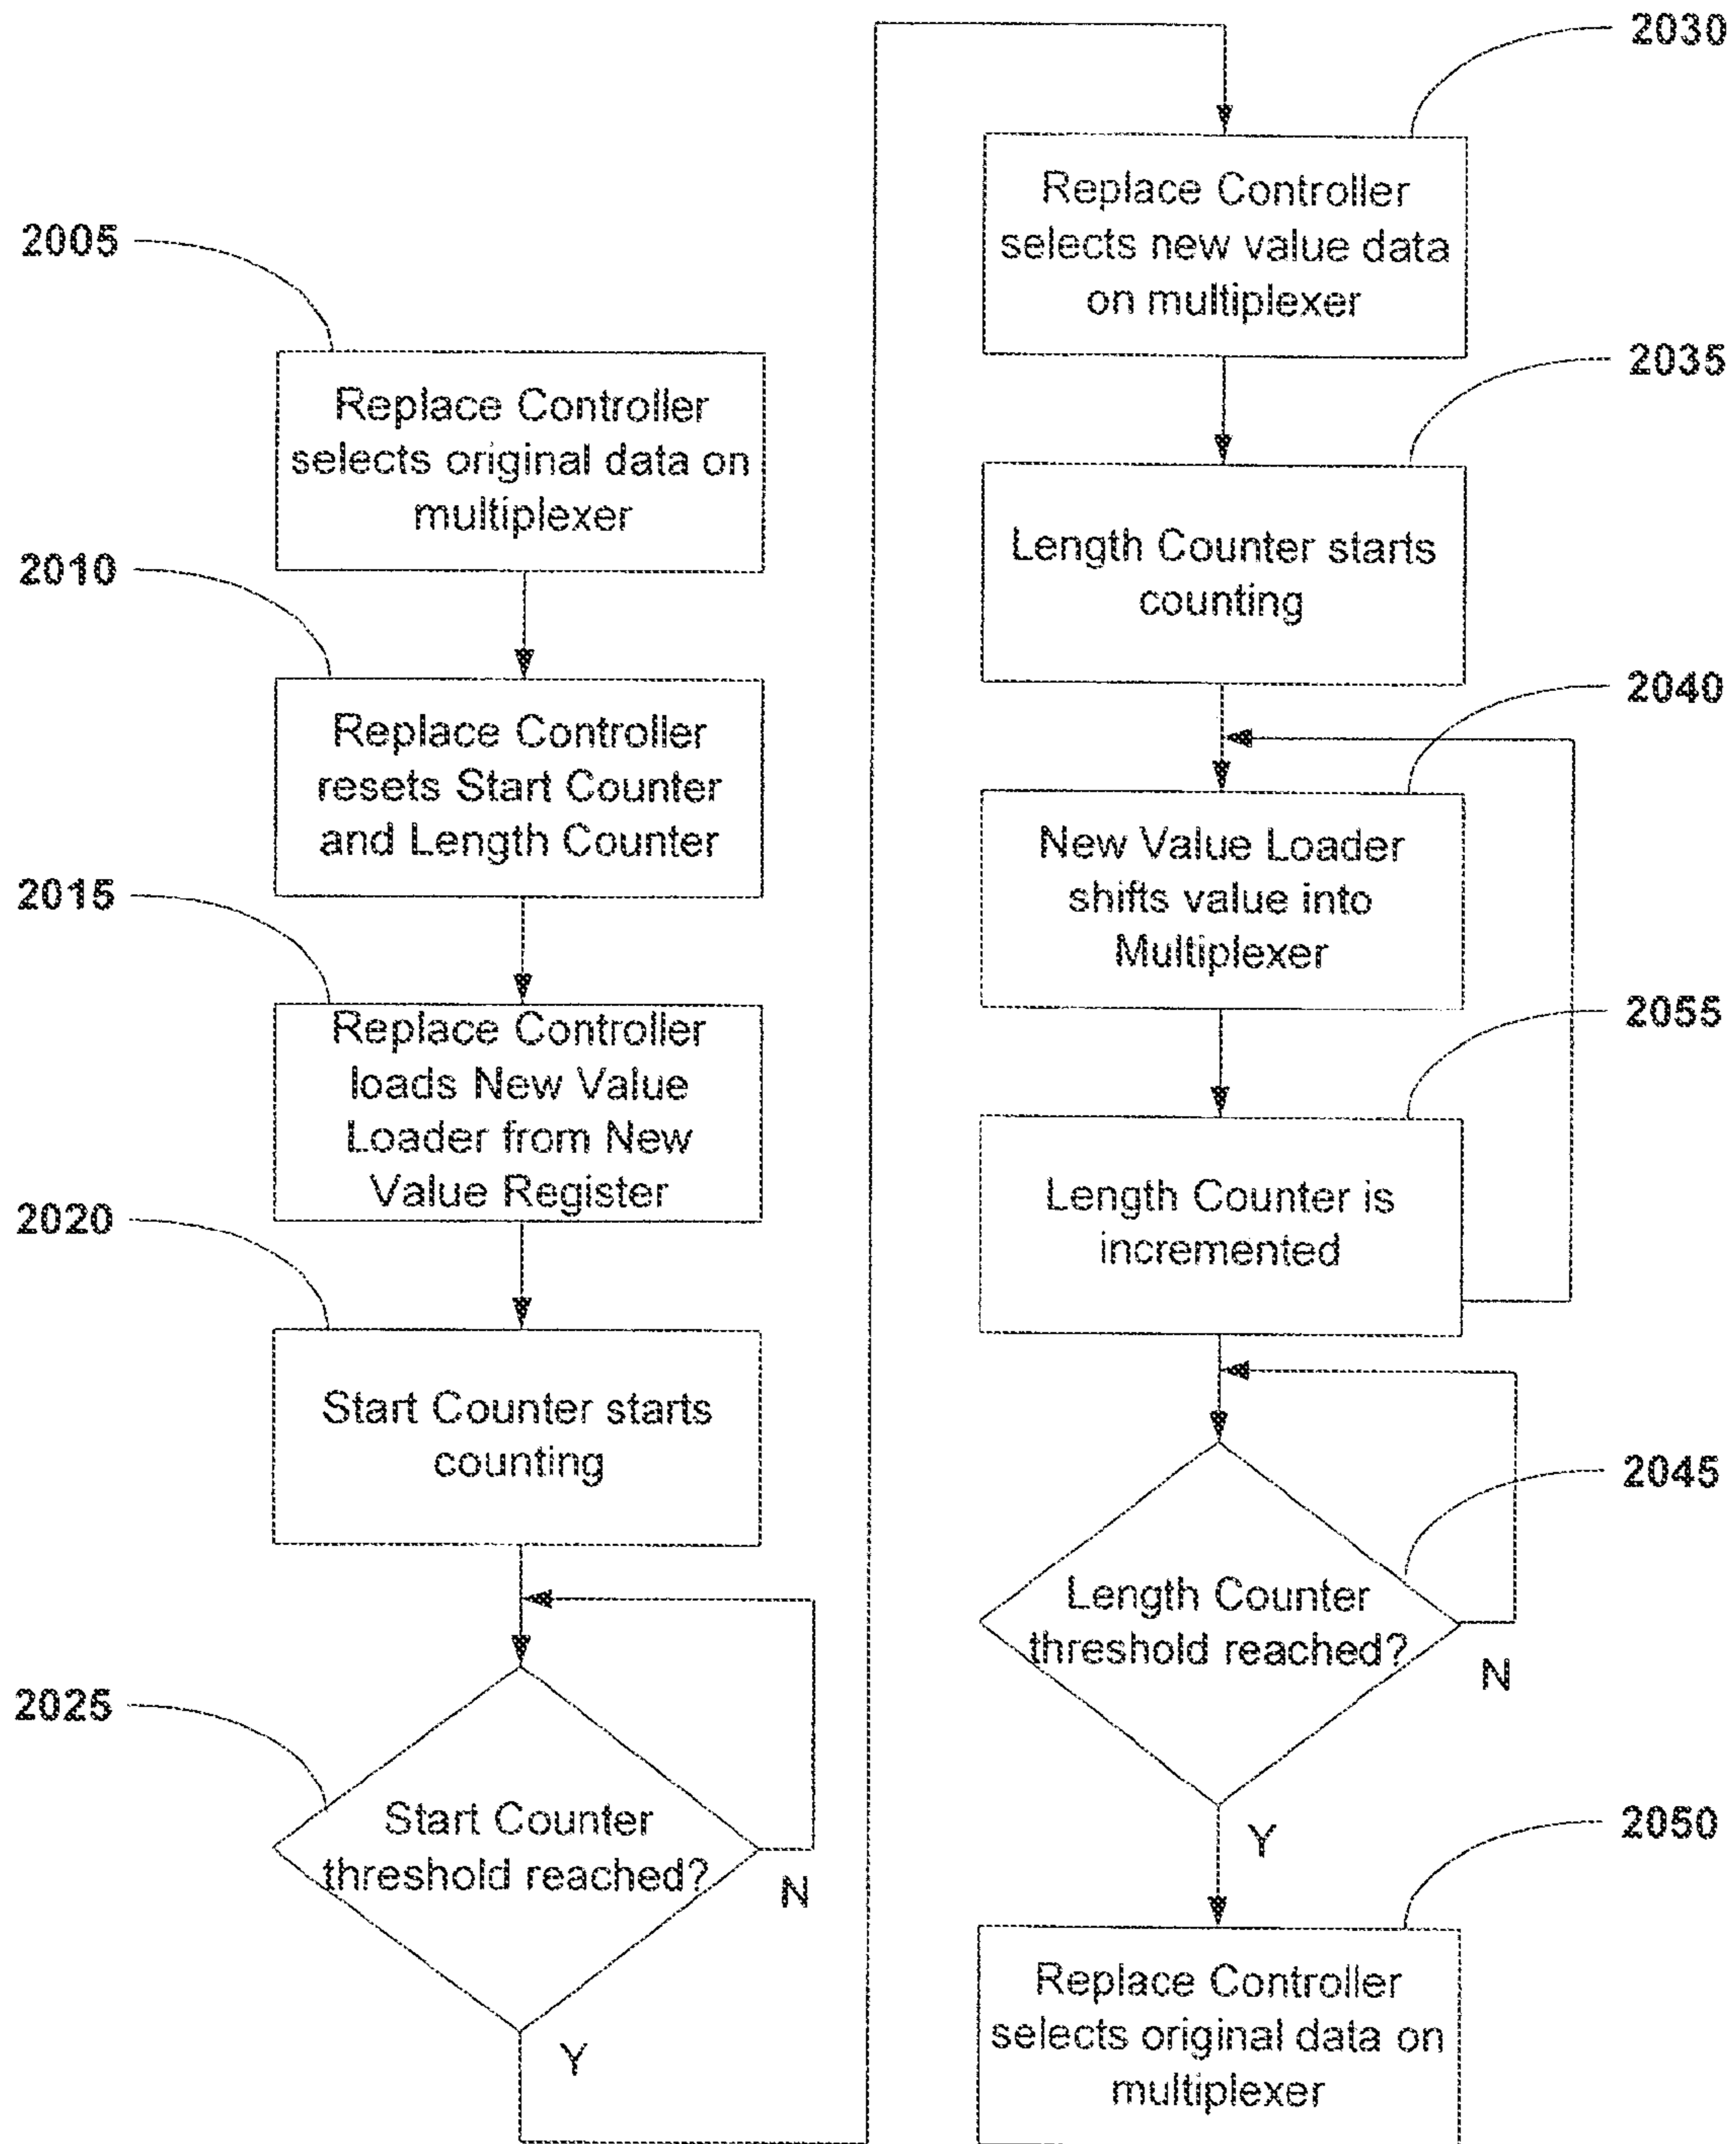 2005
Replace Controller
selects original data on
multiplexer
2010
Replace Controller
resets Start Counter
and Length Counter
2015
Replace Controller
loads New Value
Loader from New
Value Register
2020
Start Counter starts
counting
2025
Start Counter
threshold reached?
N
Y
2030
Replace Controller
selects new value data
on multiplexer
2035
Length Counter starts
counting
2040
New Value Loader
shifts value into
Multiplexer
2055
Length Counter is
incremented
2045
Length Counter
threshold reached?
N
Y
2050
Replace Controller
selects original data on
multiplexer